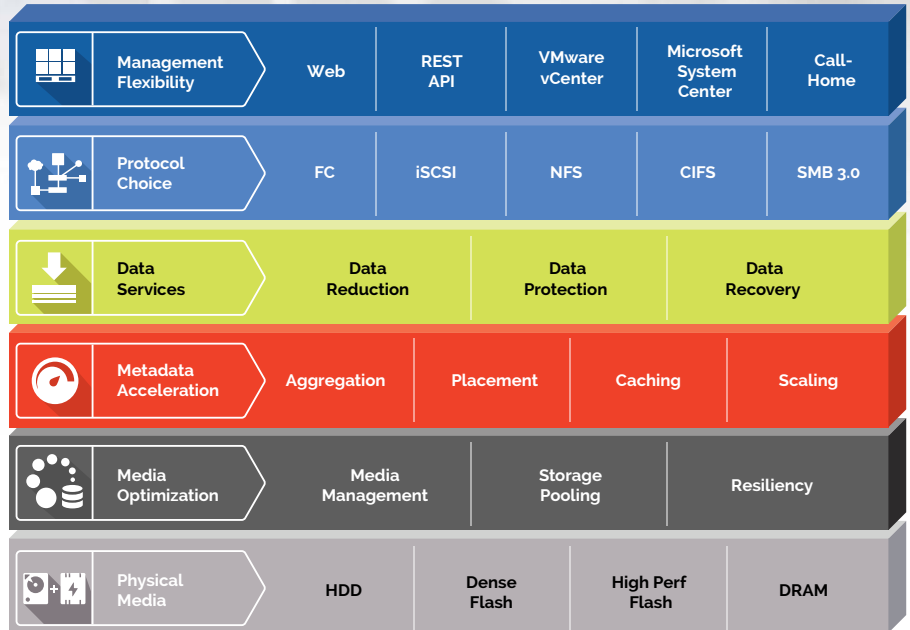 Management
Flexibility
Web
REST
API
VMware
vCenter
Microsoft
System
Center
Call-
Home
Protocol
Choice
FC
iSCSI
NFS
CIFS
SMB 3.0
Data
Services
Data
Reduction
Data
Protection
Data
Recovery
Metadata
Acceleration
Aggregation
Placement
Caching
Scaling
Media
Optimization
Media
Management
Storage
Pooling
Resiliency
Physical
Media
HDD
Dense
Flash
High Perf
Flash
DRAM